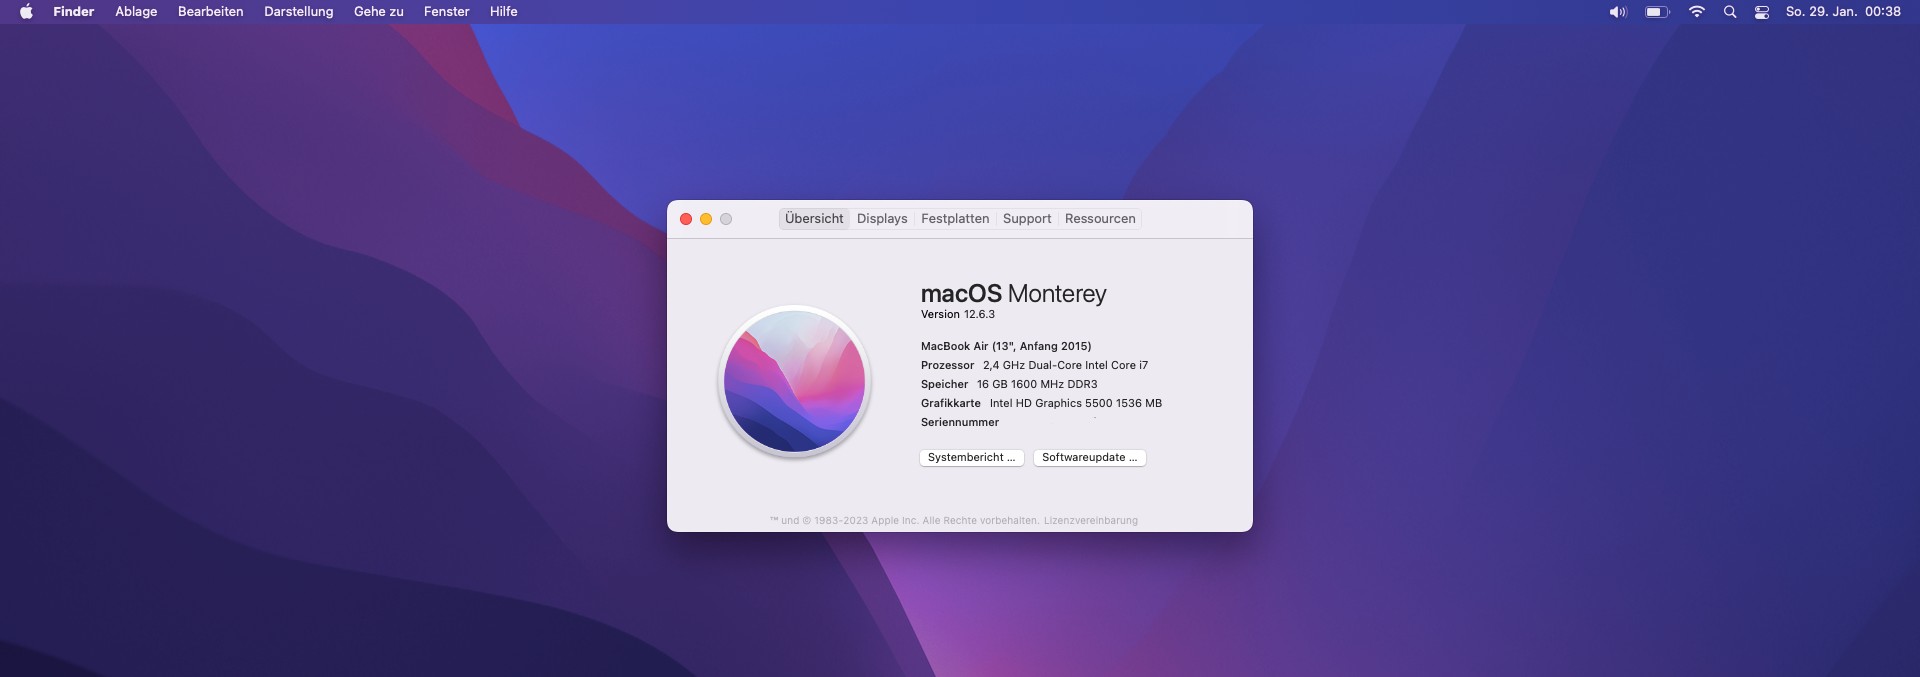 Finder Ablage Bearbeiten Darstellung Gehe zu Fenster Hilfe So. 29. Jan. 00:38
Übersicht Displays Festplatten Support Ressourcen
macOS Monterey
Version 12.6.3
MacBook Air (13", Anfang 2015)
Prozessor 2,4 GHz Dual-Core Intel Core i7
Speicher 16 GB 1600 MHz DDR3
Grafikkarte Intel HD Graphics 5500 1536 MB
Seriennummer
Systembericht ... Softwareupdate ...
™ und © 1983-2023 Apple Inc. Alle Rechte vorbehalten. Lizenzvereinbarung